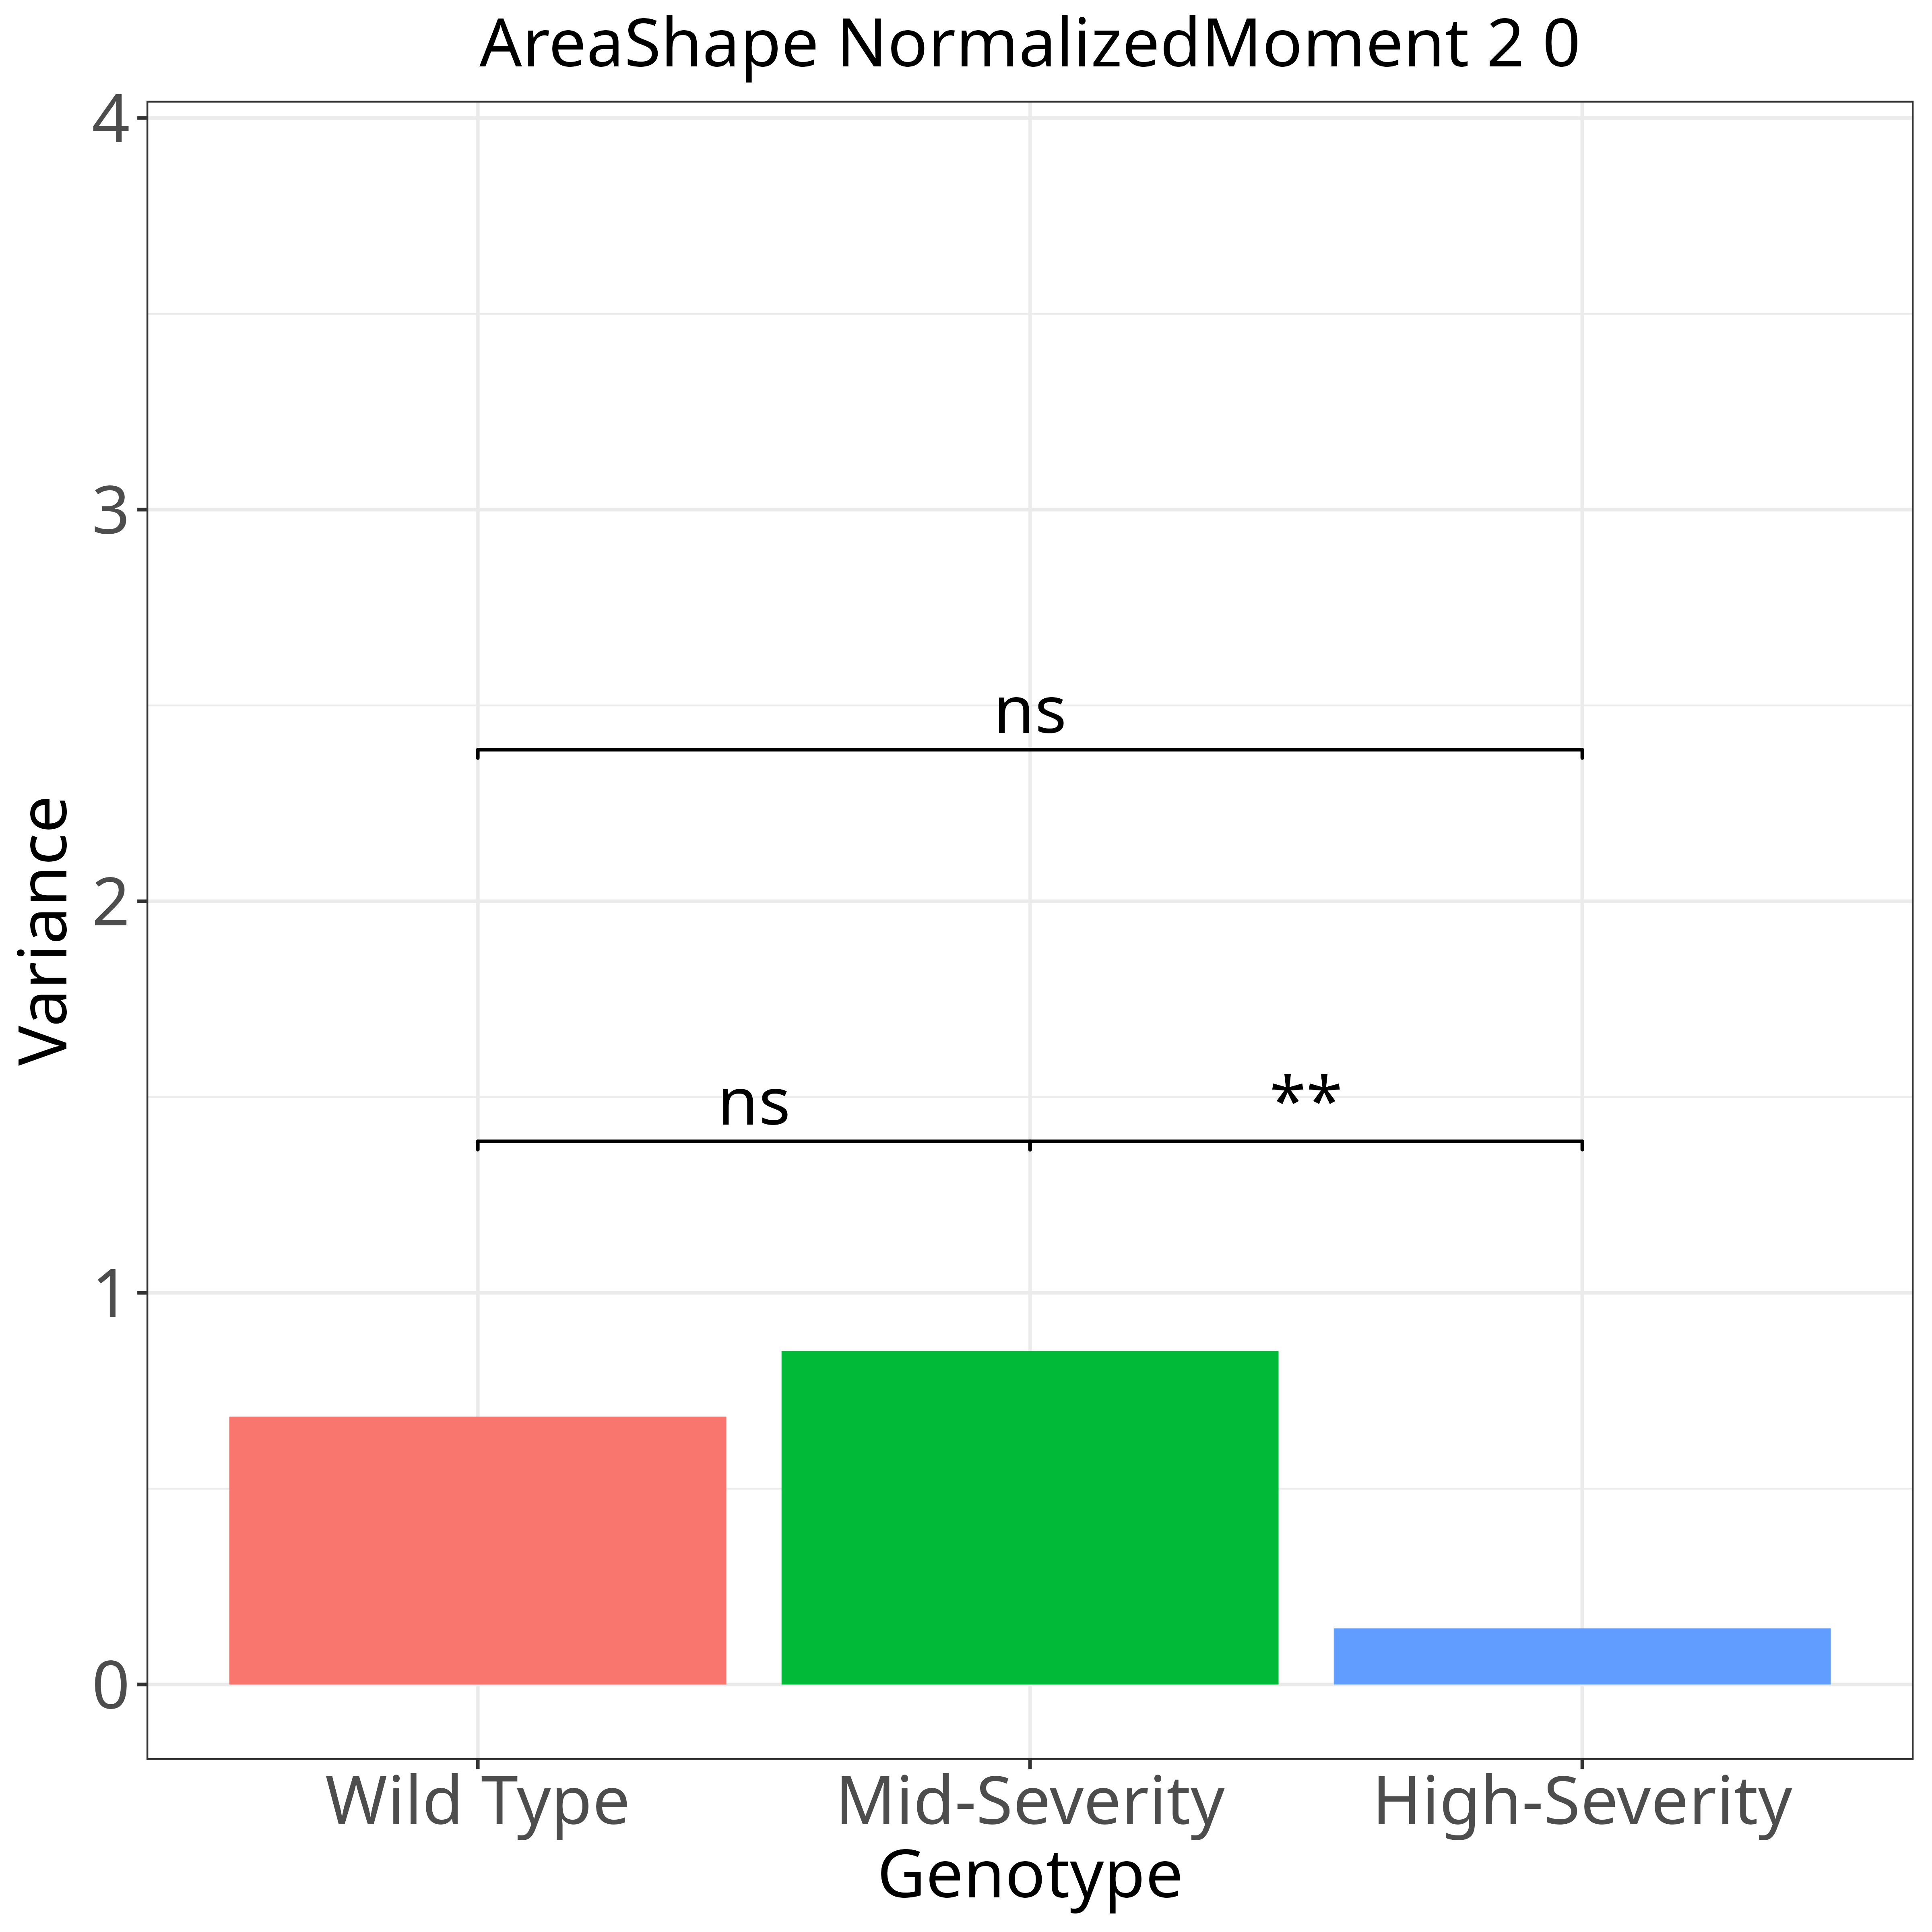 AreaShape NormalizedMoment 2 0
4
3
2
1
0
Variance
ns
ns
**
Wild Type
Mid-Severity
High-Severity
Genotype